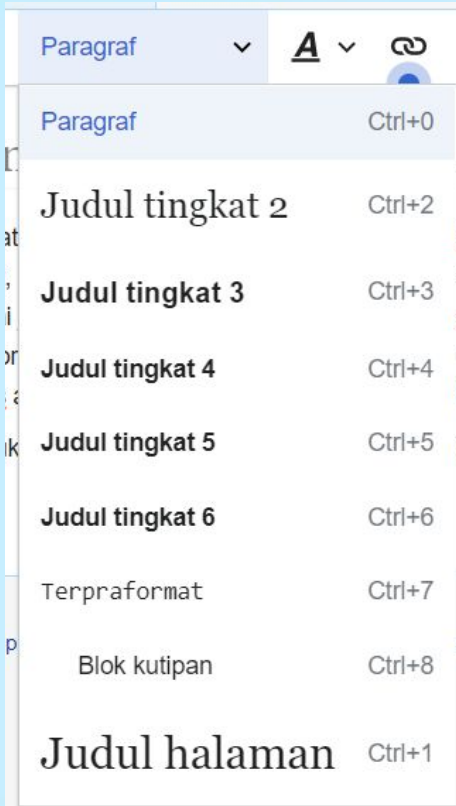 Paragraf A
Paragraf Ctrl+0
Judul tingkat 2 Ctrl+2
Judul tingkat 3 Ctrl+3
Judul tingkat 4 Ctrl+4
Judul tingkat 5 Ctrl+5
Judul tingkat 6 Ctrl+6
Terpraformat Ctrl+7
Blok kutipan Ctrl+8
Judul halaman Ctrl+1